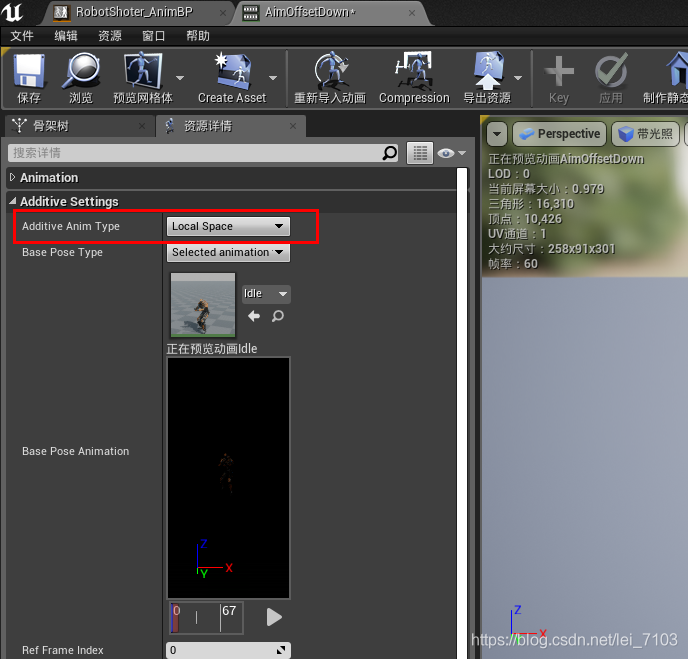 RobotShoter_AnimBP
AimOffsetDown*
文件 编辑 资源 窗口 帮助
保存 浏览 预览网格体 Create Asset 重新导入动画 Compression 导出资源 Key 应用 制作静态
骨架树 资源详情
搜索详情
Animation
Additive Settings
Additive Anim Type Local Space
Base Pose Type Selected animation
Idle
正在预览动画Idle
Base Pose Animation
Z
X
Y
0 67
Ref Frame Index 0
Perspective 带光照
正在预览动画AimOffsetDown
LOD：0
当前屏幕大小：0.979
三角形：16,310
顶点：10,426
UV通道：1
大约尺寸：258x91x301
帧率：60
Z
X
https://blog.csdn.net/lei_7103